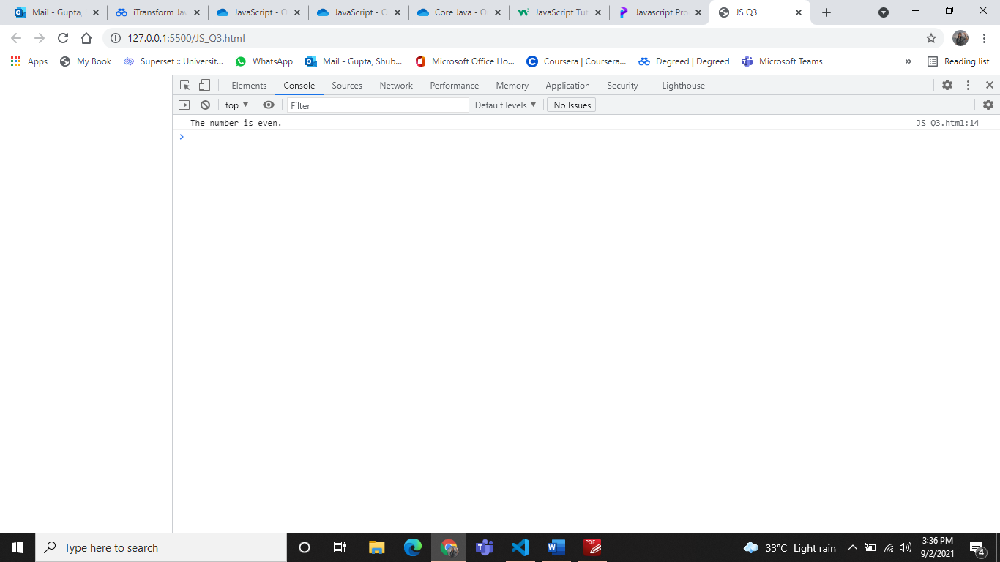 Mail - Gupta, iTransform Jav JavaScript - O JavaScript - O Core Java - O JavaScript Tut Javascript Pro JS Q3
127.0.0.1:5500/JS_Q3.html
Apps My Book Superset :: Universit... WhatsApp Mail - Gupta, Shub... Microsoft Office Ho... Coursera | Coursera... Degreed | Degreed Microsoft Teams » Reading list
Elements Console Sources Network Performance Memory Application Security Lighthouse
top Filter Default levels No Issues
The number is even. JS_Q3.html:14
Type here to search 33°C Light rain 3:36 PM
9/2/2021 4